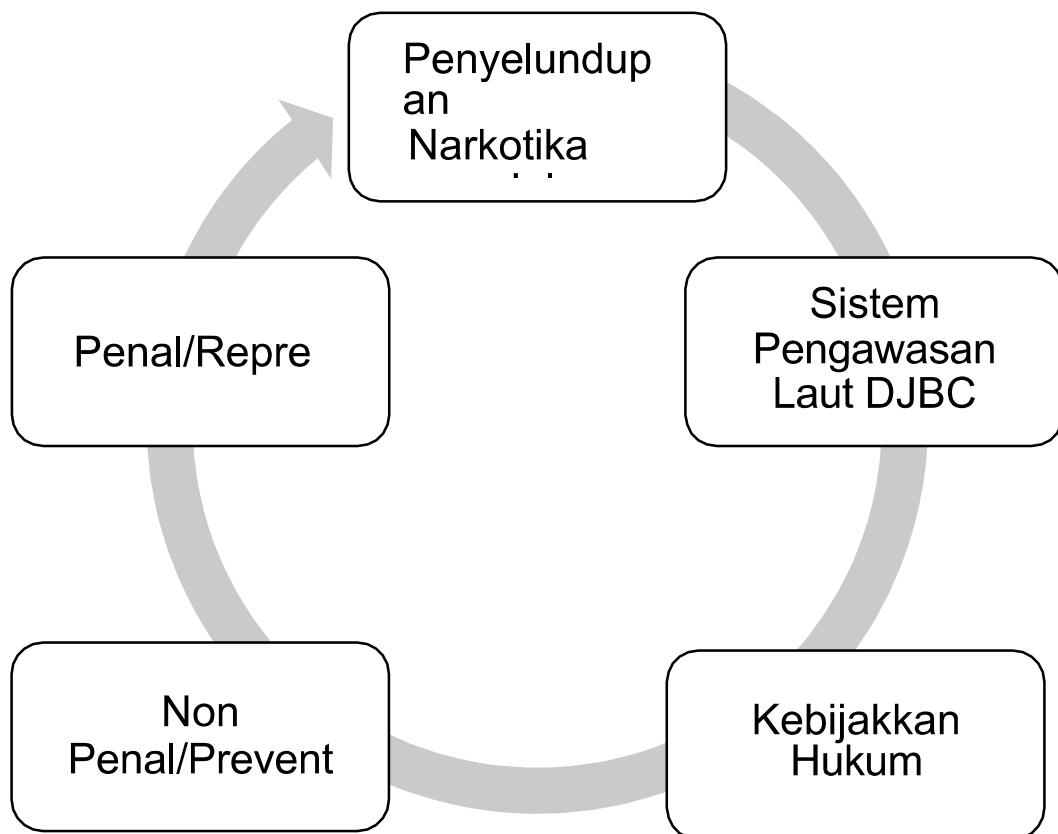 Penyelundup
an
Narkotika
Sistem
Pengawasan
Laut DJBC
Kebijakkan
Hukum
Non
Penal/Prevent
Penal/Repre